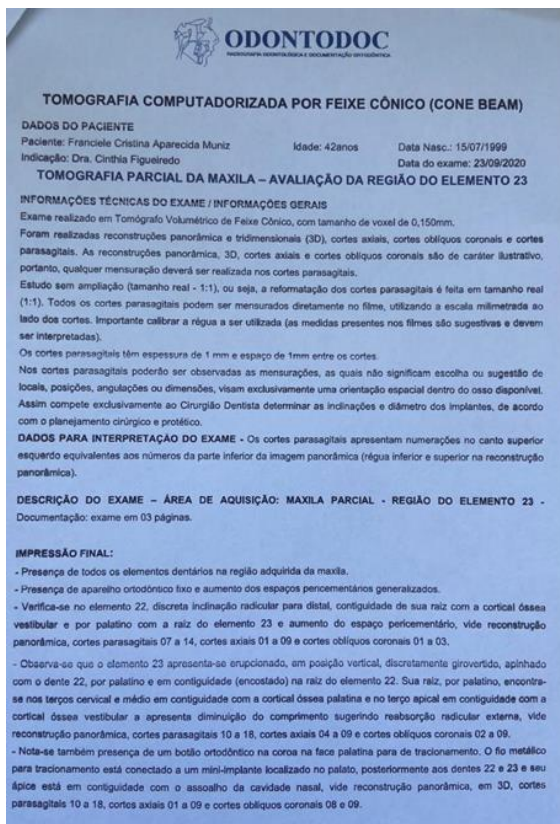 ODONTODOC
RADIOGRAFIA ODONTOLÓGICA E DOCUMENTAÇÃO ORTODÔNTICA
TOMOGRAFIA COMPUTADORIZADA POR FEIXE CÔNICO (CONE BEAM)
DADOS DO PACIENTE
Paciente: Franciele Cristina Aparecida Muniz Idade: 42anos Data Nasc.: 15/07/1999
Indicação: Dra. Cinthia Figueiredo Data do exame: 23/09/2020
TOMOGRAFIA PARCIAL DA MAXILA – AVALIAÇÃO DA REGIÃO DO ELEMENTO 23
INFORMAÇÕES TÉCNICAS DO EXAME / INFORMAÇÕES GERAIS
Exame realizado em Tomógrafo Volumétrico de Feixe Cônico, com tamanho de voxel de 0,150mm.
Foram realizadas reconstruções panorâmica e tridimensionais (3D), cortes axiais, cortes oblíquos coronais e cortes
parasagitais. As reconstruções panorâmica, 3D, cortes axiais e cortes oblíquos coronais são de caráter ilustrativo,
portanto, qualquer mensuração deverá ser realizada nos cortes parasagitais.
Estudo sem ampliação (tamanho real - 1:1), ou seja, a reformatação dos cortes parasagitais é feita em tamanho real
(1:1). Todos os cortes parasagitais podem ser mensurados diretamente no filme, utilizando a escala milimetrada ao
lado dos cortes. Importante calibrar a régua a ser utilizada (as medidas presentes nos filmes são sugestivas e devem
ser interpretadas).
Os cortes parasagitais têm espessura de 1 mm e espaço de 1mm entre os cortes.
Nos cortes parasagitais poderão ser observadas as mensurações, as quais não significam escolha ou sugestão de
locais, posições, angulações ou dimensões, visam exclusivamente uma orientação espacial dentro do osso disponível.
Assim compete exclusivamente ao Cirurgião Dentista determinar as inclinações e diâmetro dos implantes, de acordo
com o planejamento cirúrgico e protético.
DADOS PARA INTERPRETAÇÃO DO EXAME - Os cortes parasagitais apresentam numerações no canto superior
esquerdo equivalentes aos números da parte inferior da imagem panorâmica (régua inferior e superior na reconstrução
panorâmica).
DESCRIÇÃO DO EXAME – ÁREA DE AQUISIÇÃO: MAXILA PARCIAL - REGIÃO DO ELEMENTO 23 -
Documentação: exame em 03 páginas.
IMPRESSÃO FINAL:
- Presença de todos os elementos dentários na região adquirida da maxila.
- Presença de aparelho ortodôntico fixo e aumento dos espaços pericementários generalizados.
- Verifica-se no elemento 22, discreta inclinação radicular para distal, contiguidade de sua raiz com a cortical óssea
vestibular e por palatino com a raiz do elemento 23 e aumento do espaço pericementário, vide reconstrução
panorâmica, cortes parasagitais 07 a 14, cortes axiais 01 a 09 e cortes oblíquos coronais 01 a 03.
- Observa-se que o elemento 23 apresenta-se erupcionado, em posição vertical, discretamente girovertido, apinhado
com o dente 22, por palatino e em contiguidade (encostado) na raiz do elemento 22. Sua raiz, por palatino, encontra-
se nos terços cervical e médio em contiguidade com a cortical óssea palatina e no terço apical em contiguidade com a
cortical óssea vestibular a apresenta diminuição do comprimento sugerindo reabsorção radicular externa, vide
reconstrução panorâmica, cortes parasagitais 10 a 18, cortes axiais 04 a 09 e cortes oblíquos coronais 02 a 09.
- Nota-se também presença de um botão ortodôntico na coroa na face palatina para de tracionamento. O fio metálico
para tracionamento está conectado a um mini-implante localizado no palato, posteriormente aos dentes 22 e 23 e seu
ápice está em contiguidade com o assoalho da cavidade nasal, vide reconstrução panorâmica, em 3D, cortes
parasagitais 10 a 18, cortes axiais 01 a 09 e cortes oblíquos coronais 08 e 09.